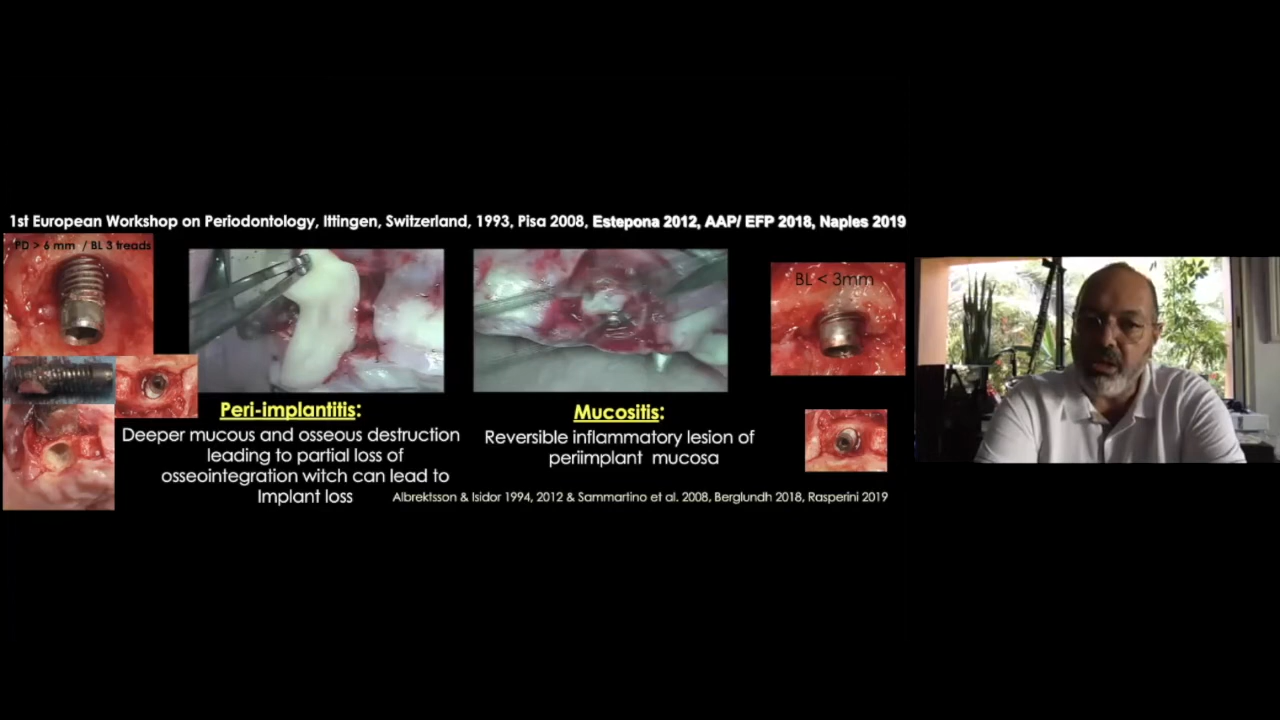 1st European Workshop on Periodontology, Ittingen, Switzerland, 1993, Pisa 2008, Estepona 2012, AAP/ EFP 2018, Naples 2019
PD > 6 mm / BL 3 treads
BL < 3mm
Peri-implantitis:
Deeper mucous and osseous destruction
leading to partial loss of
osseointegration witch can lead to
Implant loss
Mucositis:
Reversible inflammatory lesion of
periimplant mucosa
Albrektsson & Isidor 1994, 2012 & Sammartino et al. 2008, Berglundh 2018, Rasperini 2019